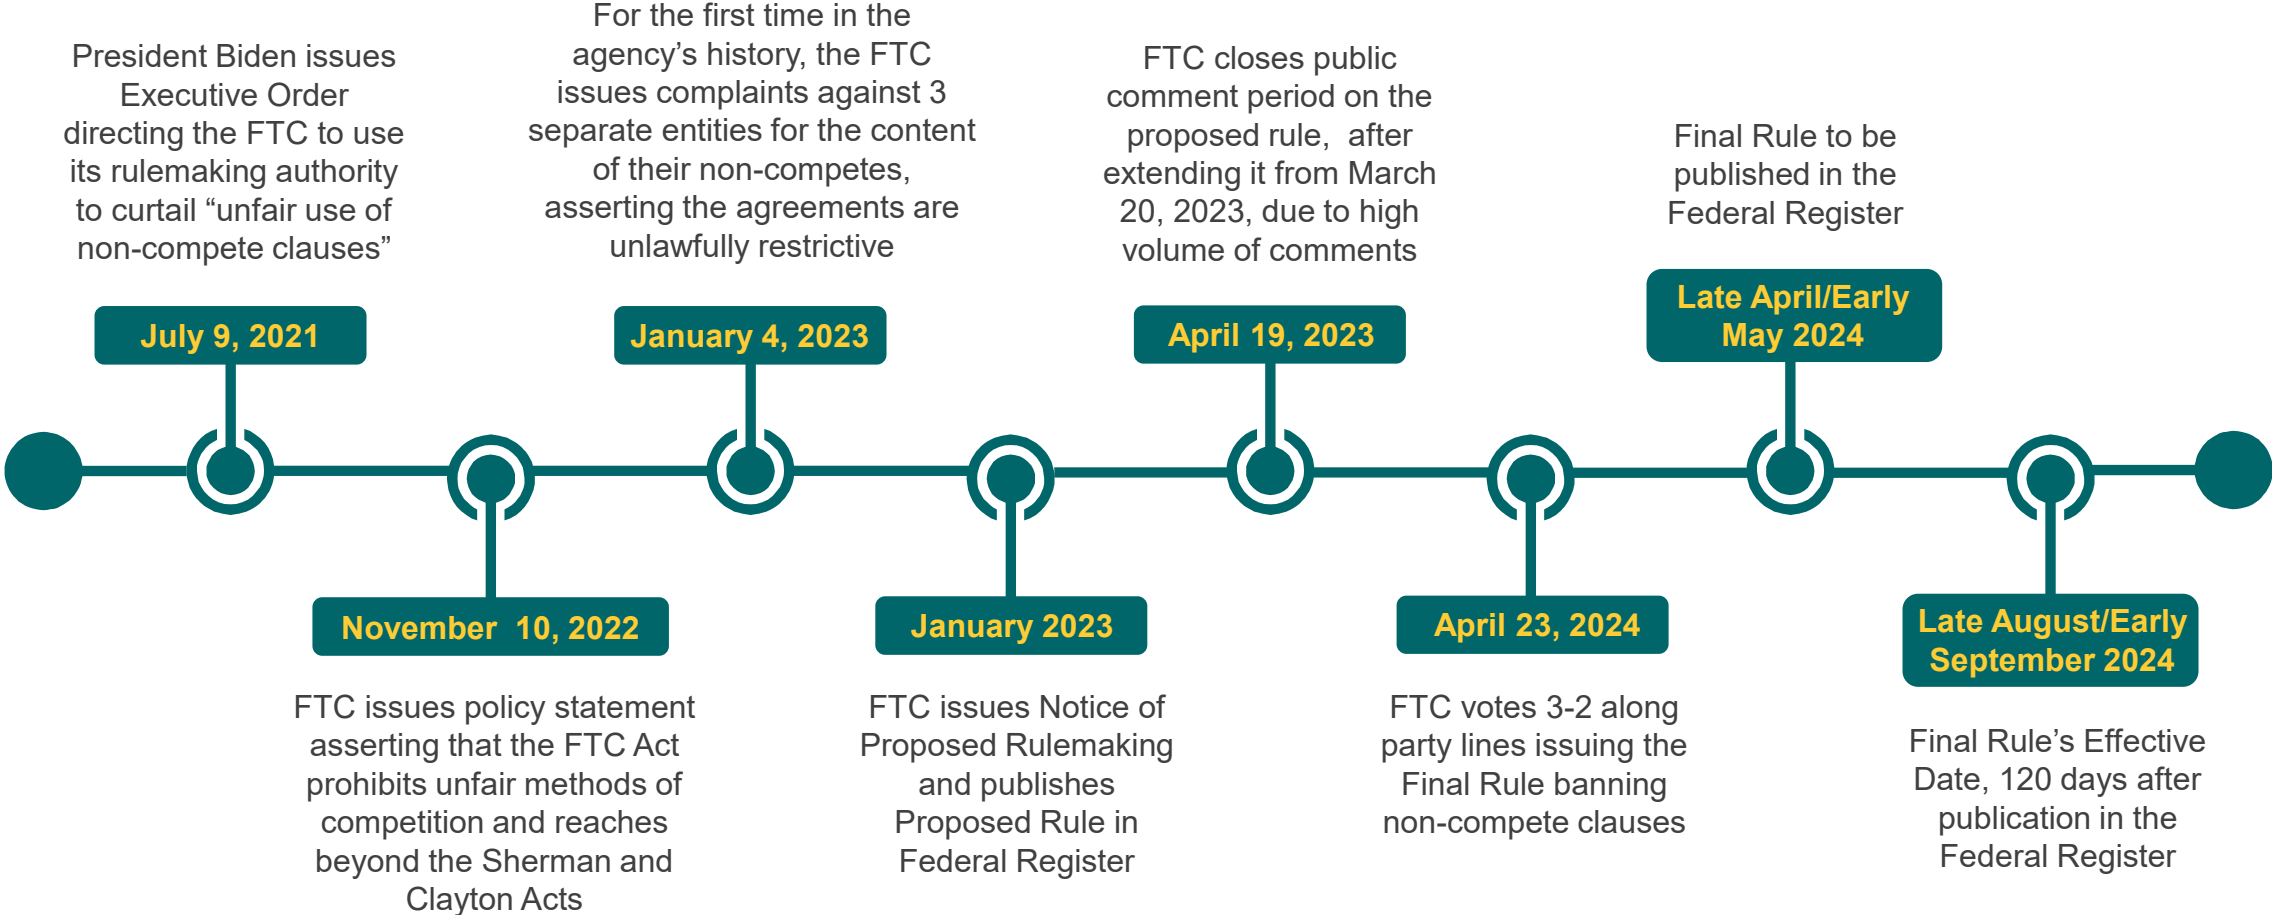 President Biden issues
Executive Order
directing the FTC to use
its rulemaking authority
to curtail “unfair use of
non-compete clauses”
July 9, 2021
November  10, 2022
FTC issues policy statement
asserting that the FTC Act
prohibits unfair methods of
competition and reaches
beyond the Sherman and
Clayton Acts
For the first time in the
agency’s history, the FTC
issues complaints against 3
separate entities for the content
of their non-competes,
asserting the agreements are
unlawfully restrictive
January 4, 2023
January 2023
FTC issues Notice of
Proposed Rulemaking
and publishes
Proposed Rule in
Federal Register
FTC closes public
comment period on the
proposed rule,  after
extending it from March
20, 2023, due to high
volume of comments
April 19, 2023
April 23, 2024
FTC votes 3-2 along
party lines issuing the
Final Rule banning
non-compete clauses
Final Rule to be
published in the
Federal Register
Late April/Early
May 2024
Late August/Early
September 2024
Final Rule’s Effective
Date, 120 days after
publication in the
Federal Register